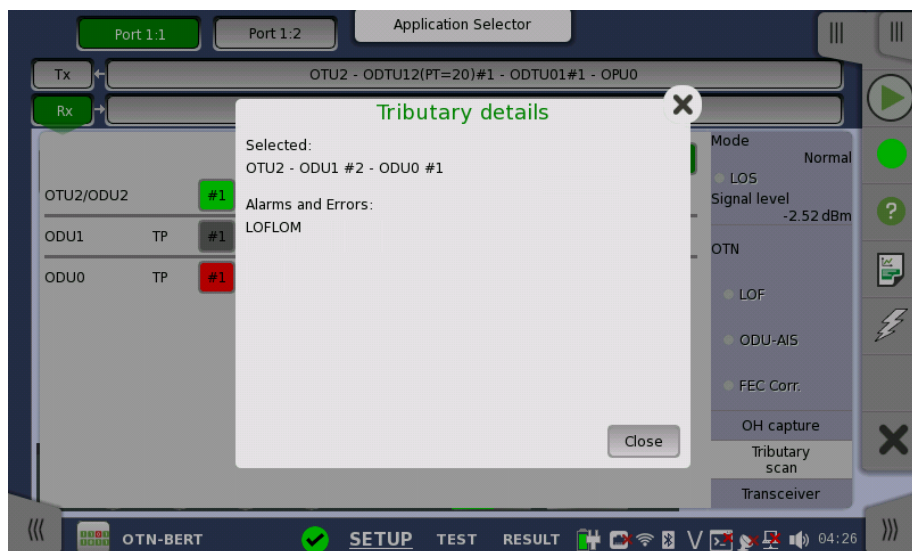 Application Selector
Port 1:1
Port 1:2
Tx
OTU2 - ODTU12(PT=20)#1 - ODTU01#1 - OPU0
Rx
Tributary details
Selected:
OTU2 - ODU1 #2 - ODU0 #1
Alarms and Errors:
LOFLOM
Close
OTU2/ODU2 #1
ODU1 TP #1
ODU0 TP #1
Mode
Normal
LOS
Signal level
-2.52 dBm
OTN
LOF
ODU-AIS
FEC Corr.
OH capture
Tributary
scan
Transceiver
OTN-BERT
SETUP
TEST
RESULT
04:26